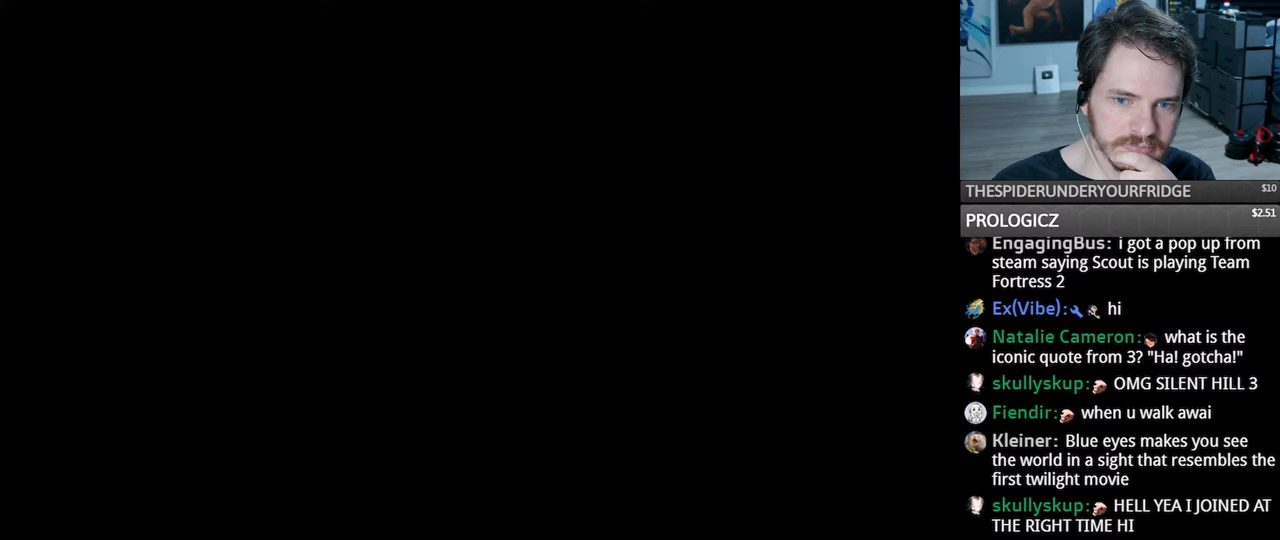 THESPIDERUNDERYOURFRIDGE $10
PROLOGICZ $2.51
EngagingBus: i got a pop up from
steam saying Scout is playing Team
Fortress 2
Ex(Vibe): hi
Natalie Cameron: what is the
iconic quote from 3? "Ha! gotcha!"
skullyskup: OMG SILENT HILL 3
Fiendir: when u walk awai
Kleiner: Blue eyes makes you see
the world in a sight that resembles the
first twilight movie
skullyskup: HELL YEA I JOINED AT
THE RIGHT TIME HI